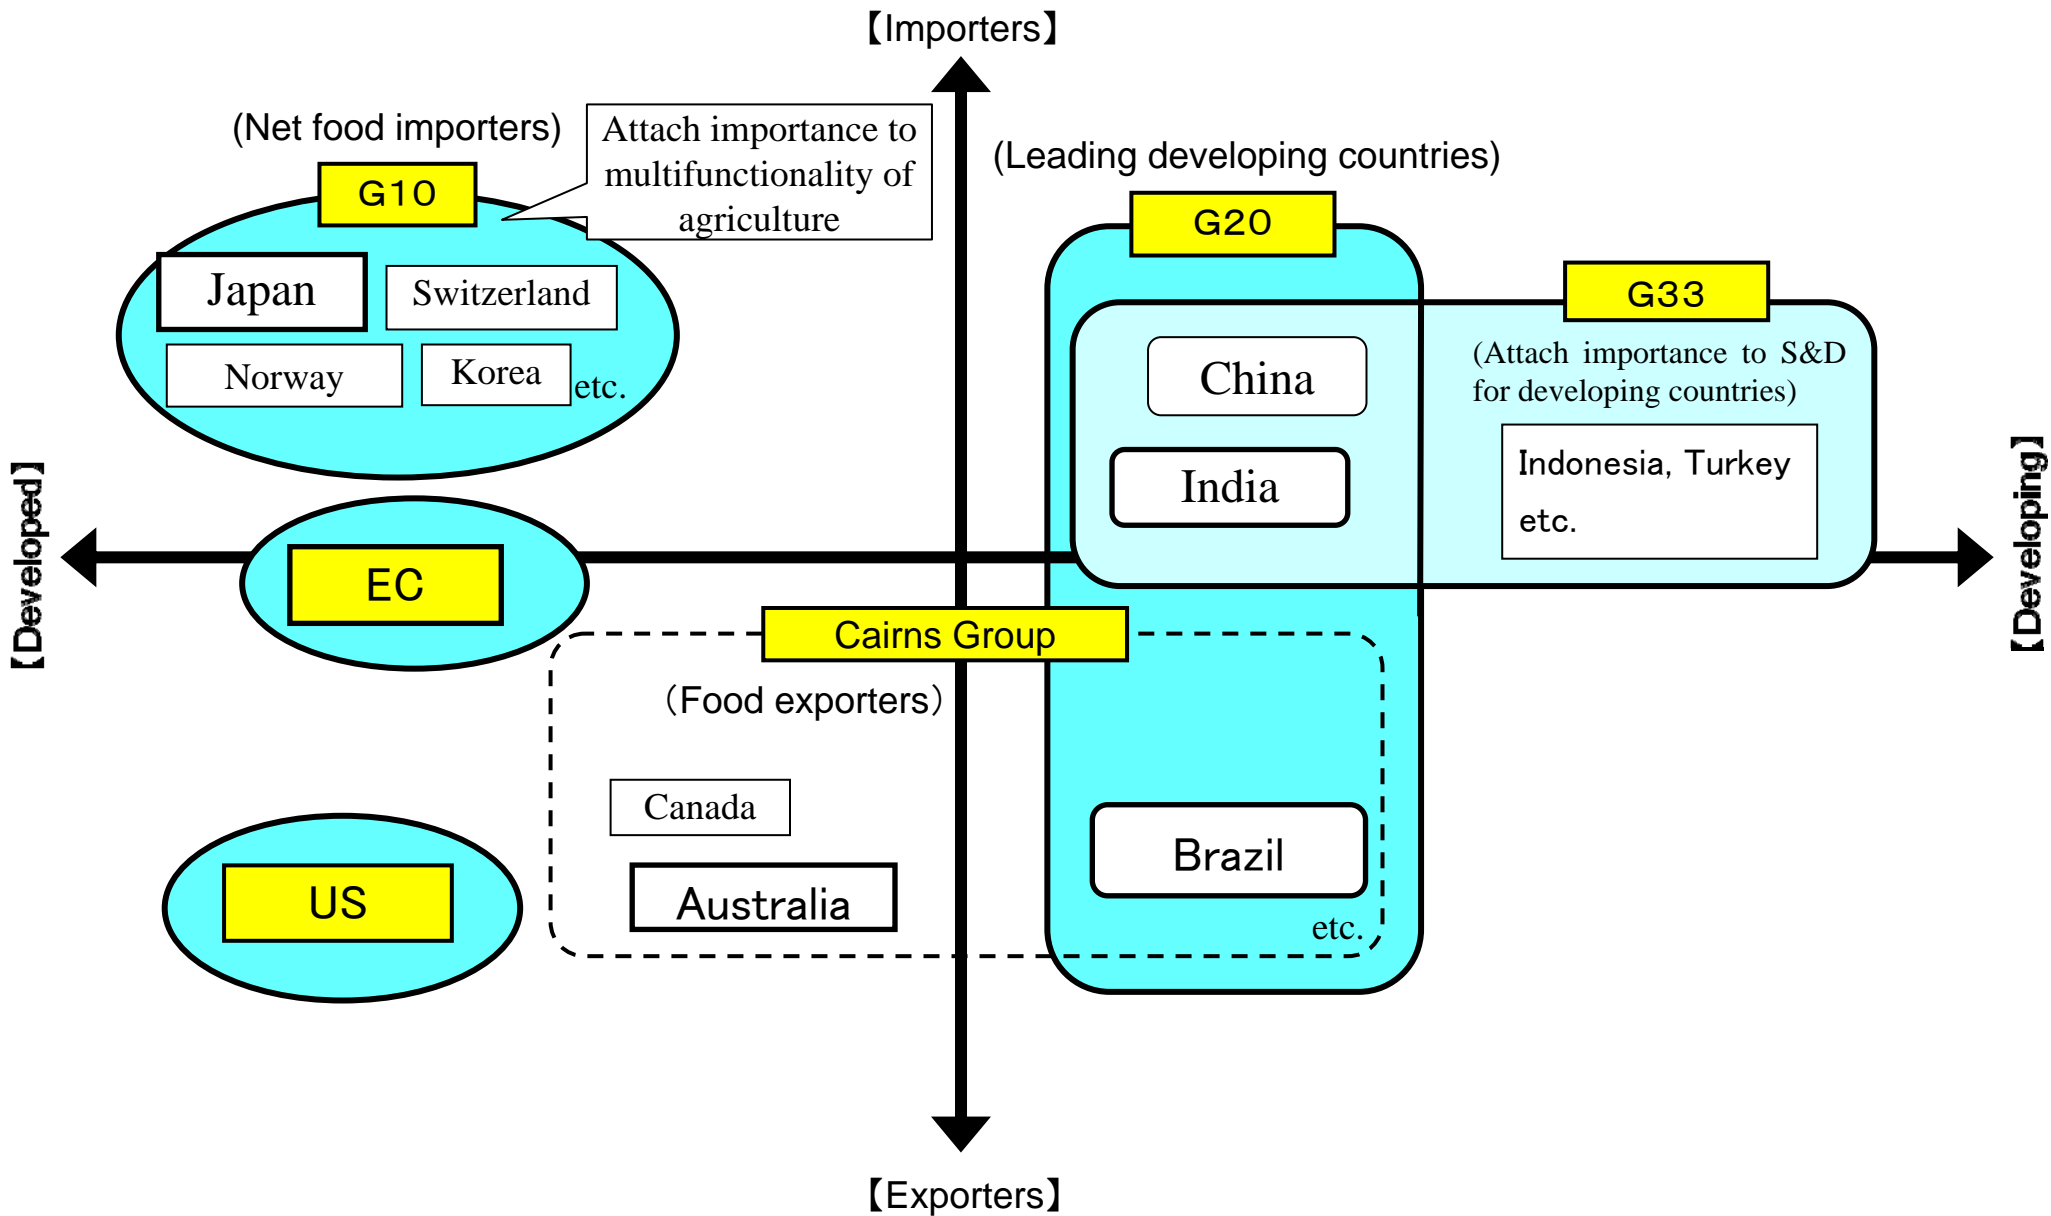 【Importers】
(Net food importers)
Attach importance to
multifunctionality of
agriculture
G10
Japan
Switzerland
Norway
Korea
etc.
(Leading developing countries)
G20
G33
China
India
(Attach importance to S&D
for developing countries)
Indonesia, Turkey
etc.
【Developed】
【Developing】
EC
Cairns Group
（Food exporters）
Canada
Australia
US
Brazil
etc.
【Exporters】